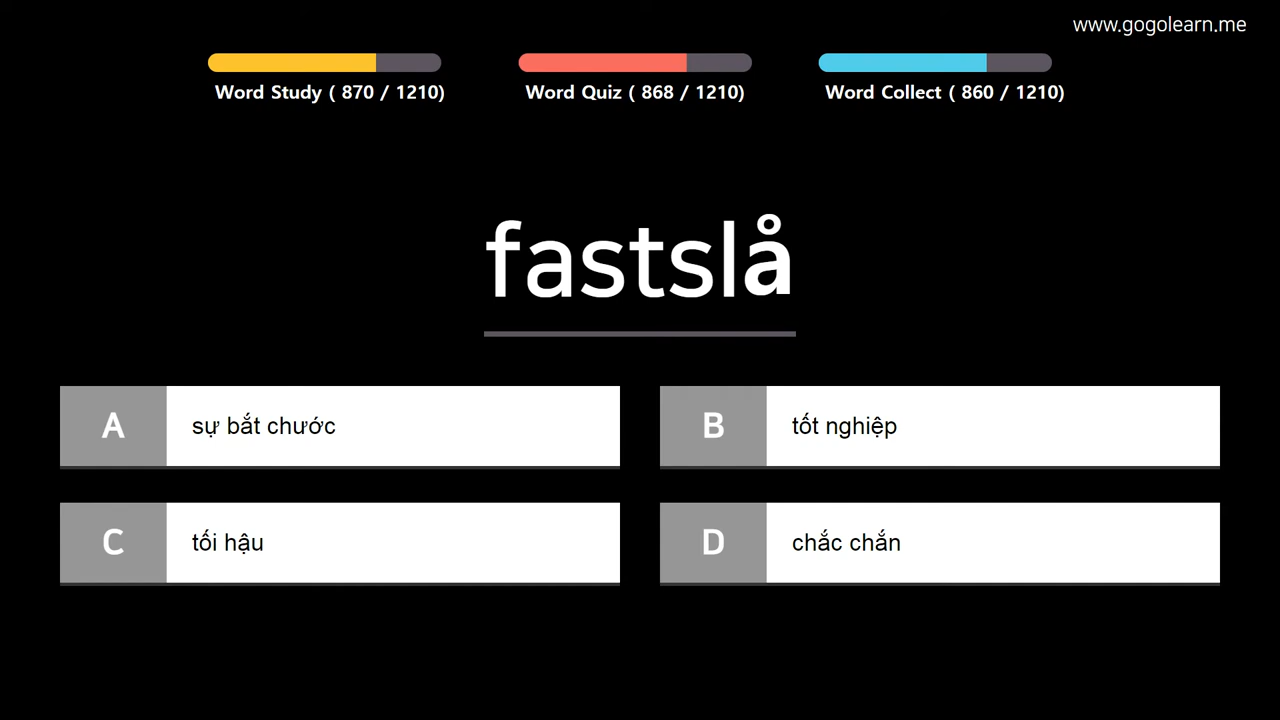 www.gogolearn.me
Word Study ( 870 / 1210)
Word Quiz ( 868 / 1210)
Word Collect ( 860 / 1210)
fastslå
A
sự bắt chước
B
tốt nghiệp
C
tối hậu
D
chắc chắn